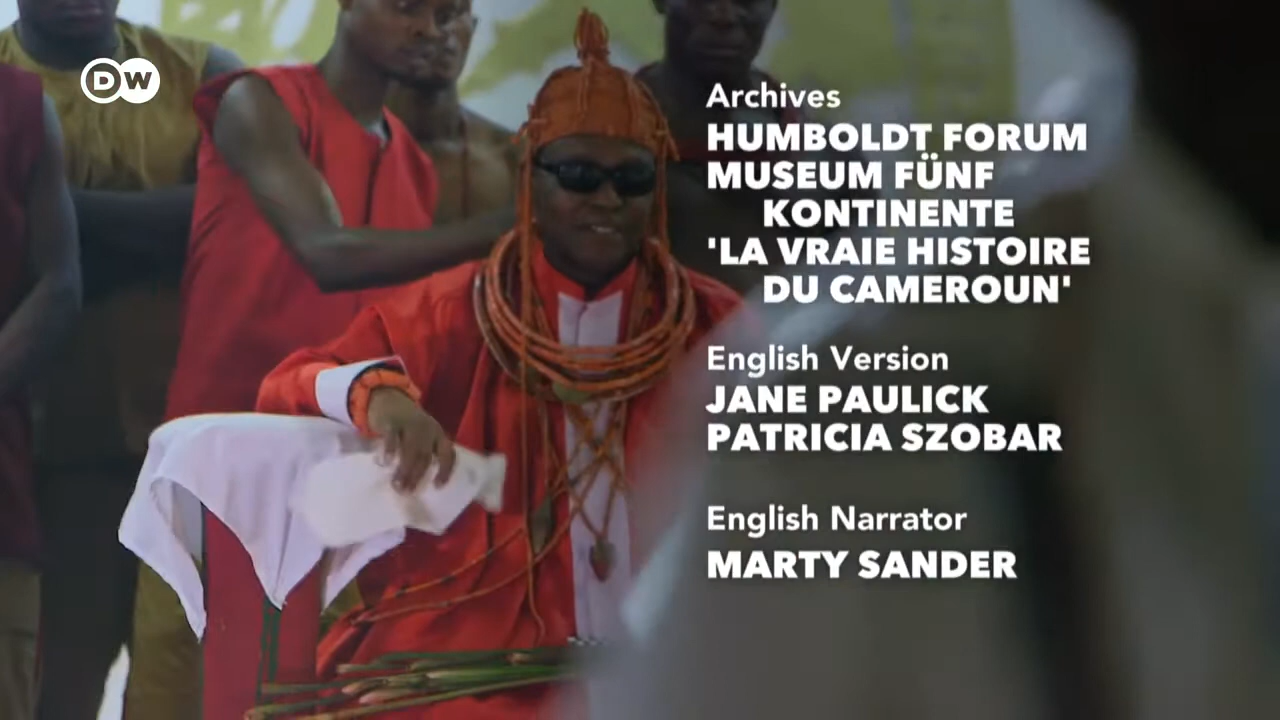 DW
Archives
HUMBOLDT FORUM
MUSEUM FÜNF
KONTINENTE
'LA VRAIE HISTOIRE
DU CAMEROUN'
English Version
JANE PAULICK
PATRICIA SZOBAR
English Narrator
MARTY SANDER